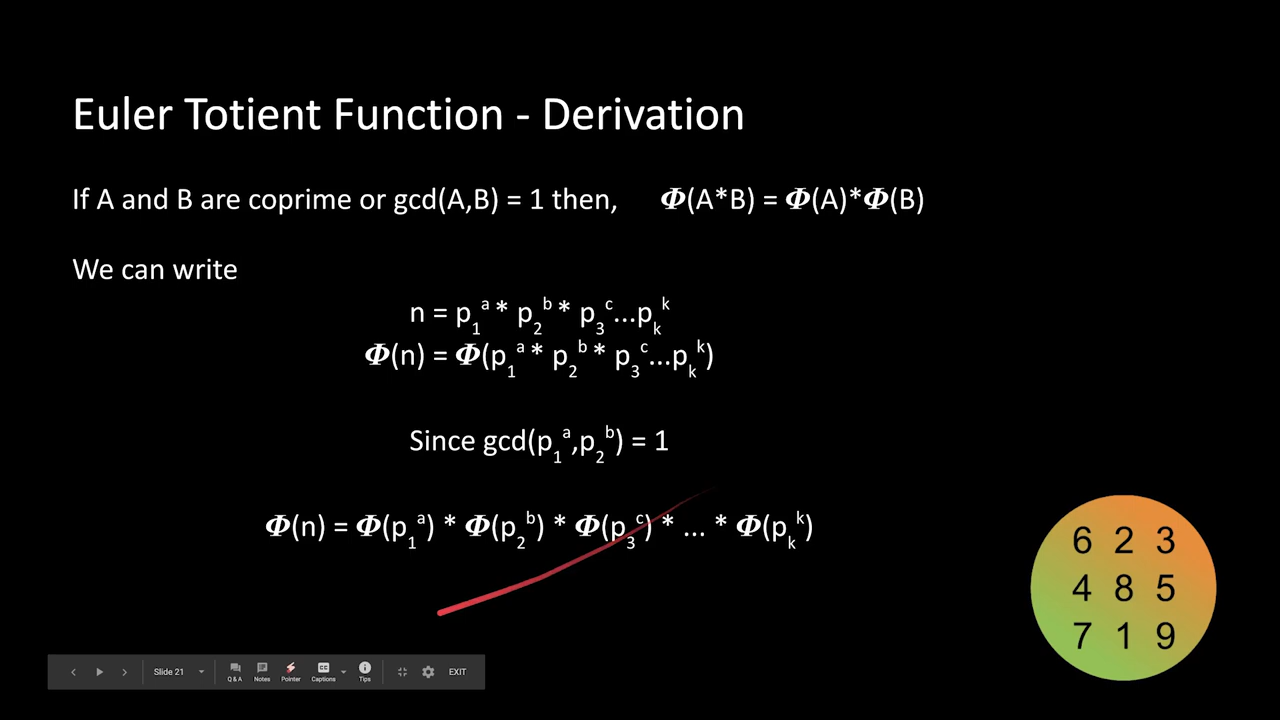 Euler Totient Function - Derivation
If A and B are coprime or gcd(A,B) = 1 then, Φ(A*B) = Φ(A)*Φ(B)
We can write
n = p₁ᵃ * p₂ᵇ * p₃ᶜ...pₖᵏ
Φ(n) = Φ(p₁ᵃ * p₂ᵇ * p₃ᶜ...pₖᵏ)
Since gcd(p₁ᵃ,p₂ᵇ) = 1
Φ(n) = Φ(p₁ᵃ) * Φ(p₂ᵇ) * Φ(p₃ᶜ) * ... * Φ(pₖᵏ)
6 2 3
4 8 5
7 1 9
Slide 21 Q & A Notes Pointer CC Captions Tips EXIT